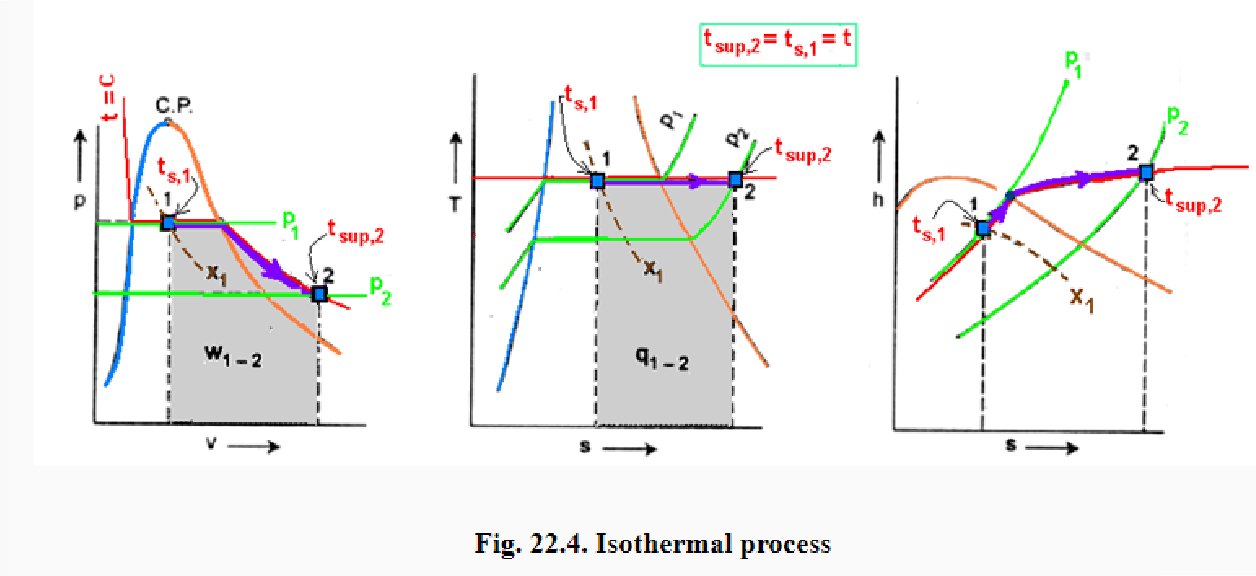 t_sup,2 = t_s,1 = t
t = C
C.P.
t_s,1
1
p
p_1
t_sup,2
2
x_1
p_2
w_1–2
v
t_s,1
p_1
p_2
1
t_sup,2
2
T
x_1
q_1–2
s
p_1
p_2
2
h
1
t_s,1
t_sup,2
x_1
s
Fig. 22.4. Isothermal process